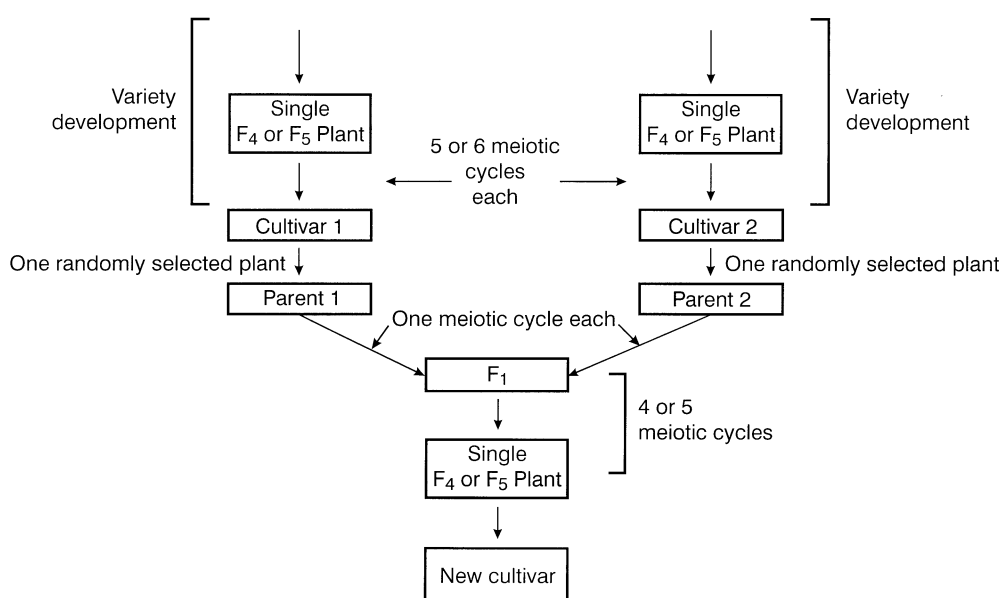 Variety
development
Single
F4 or F5 Plant
5 or 6 meiotic
cycles
each
Single
F4 or F5 Plant
Variety
development
Cultivar 1
Cultivar 2
One randomly selected plant
One randomly selected plant
Parent 1
Parent 2
One meiotic cycle each
F1
4 or 5
meiotic cycles
Single
F4 or F5 Plant
New cultivar